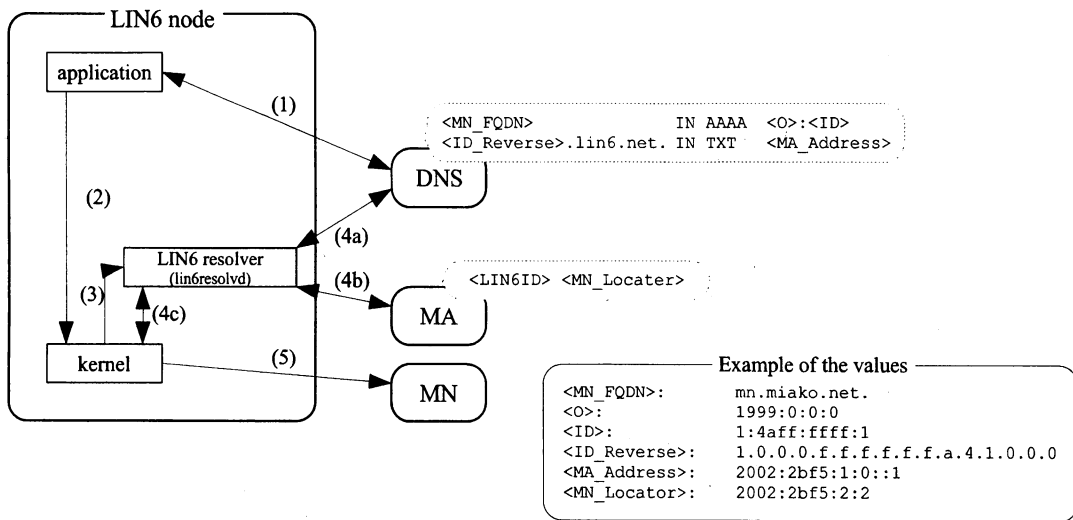 LIN6 node
application
(1)
<MN_FQDN> IN AAAA <O>:<ID>
<ID_Reverse>.lin6.net. IN TXT <MA_Address>
DNS
(2)
(4a)
LIN6 resolver
(lin6resolvd)
(4b)
<LIN6ID> <MN_Locater>
(3)
(4c)
MA
kernel
(5)
MN
Example of the values
<MN_FQDN>: mn.miako.net.
<O>: 1999:0:0:0
<ID>: 1:4aff:ffff:1
<ID_Reverse>: 1.0.0.0.f.f.f.f.f.f.a.4.1.0.0.0
<MA_Address>: 2002:2bf5:1:0::1
<MN_Locator>: 2002:2bf5:2:2